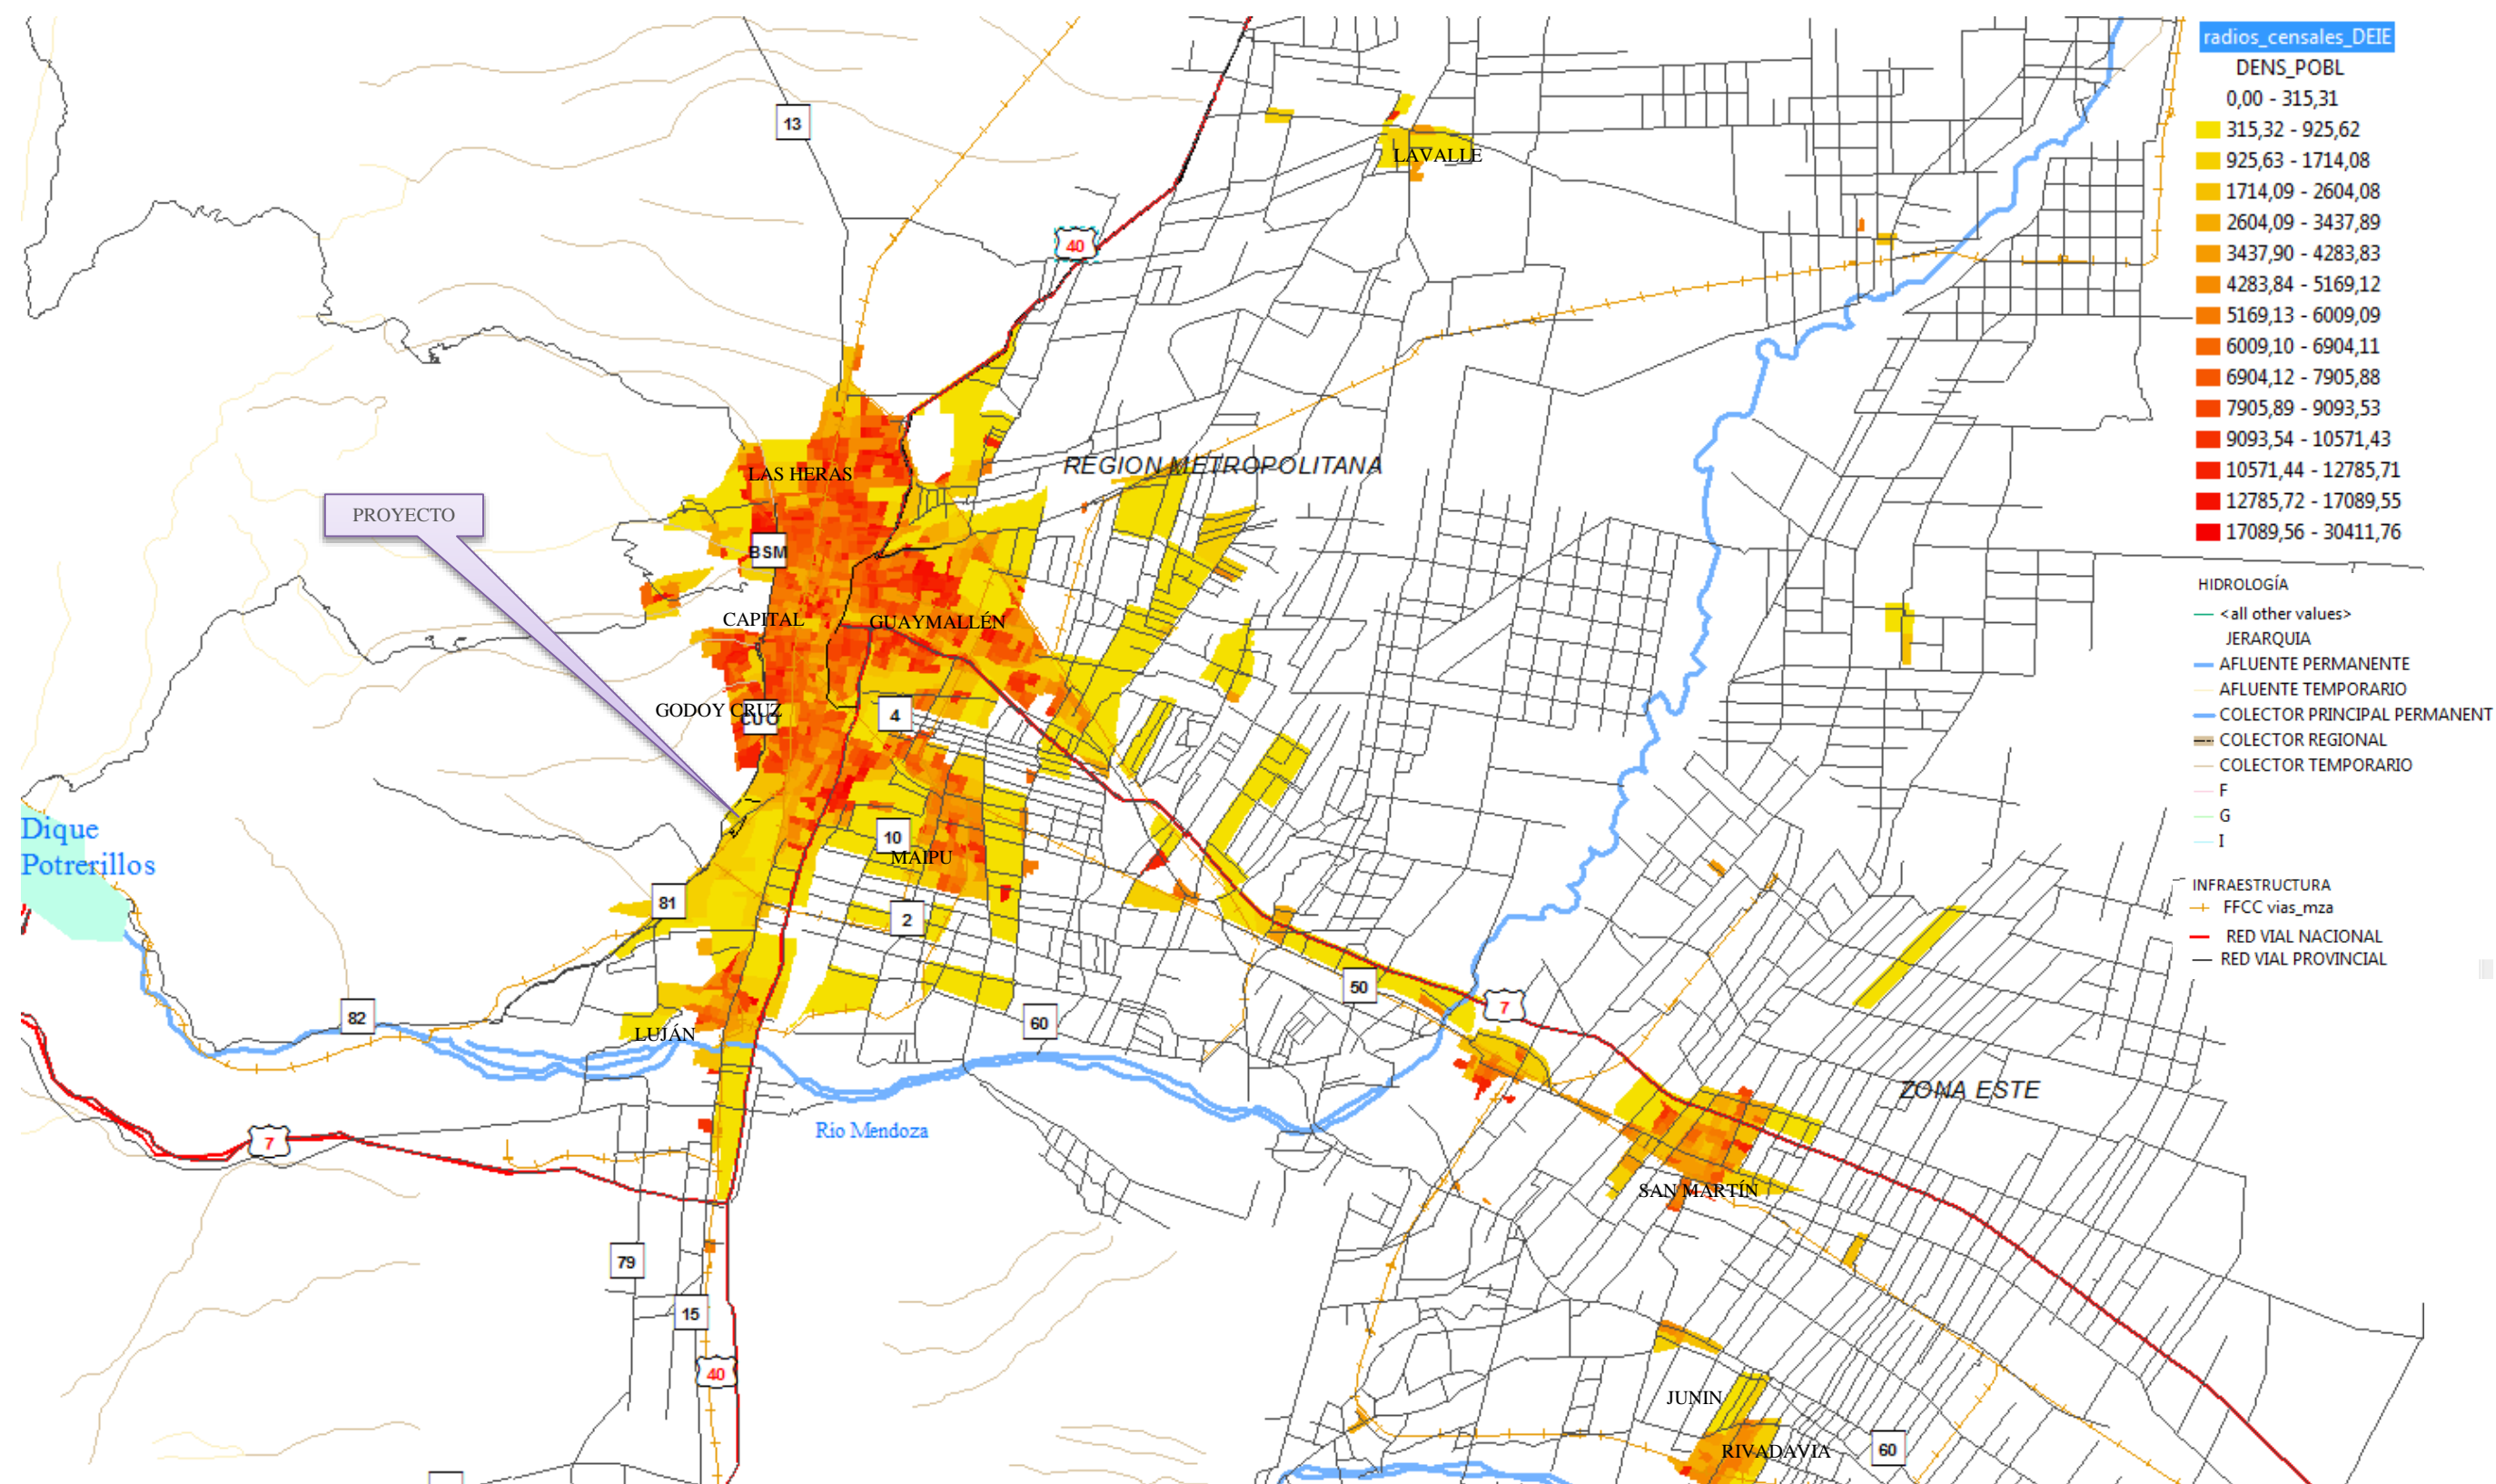 radios_censales_DEIE
DENS_POBL
0,00 - 315,31
315,32 - 925,62
925,63 - 1714,08
1714,09 - 2604,08
2604,09 - 3437,89
3437,90 - 4283,83
4283,84 - 5169,12
5169,13 - 6009,09
6009,10 - 6904,11
6904,12 - 7905,88
7905,89 - 9093,53
9093,54 - 10571,43
10571,44 - 12785,71
12785,72 - 17089,55
17089,56 - 30411,76
HIDROLOGÍA
<all other values>
JERARQUIA
AFLUENTE PERMANENTE
AFLUENTE TEMPORARIO
COLECTOR PRINCIPAL PERMANENT
COLECTOR REGIONAL
COLECTOR TEMPORARIO
F
G
I
INFRAESTRUCTURA
FFCC vias_mza
RED VIAL NACIONAL
RED VIAL PROVINCIAL
13
LAVALLE
40
REGION METROPOLITANA
LAS HERAS
PROYECTO
BSM
CAPITAL
GUAYMALLÉN
GODOY CRUZ
CUO
4
Dique
Potrerillos
10
MAIPU
81
2
50
7
82
60
LUJÁN
ZONA ESTE
Rio Mendoza
7
SAN MARTÍN
79
15
40
JUNIN
RIVADAVIA
60